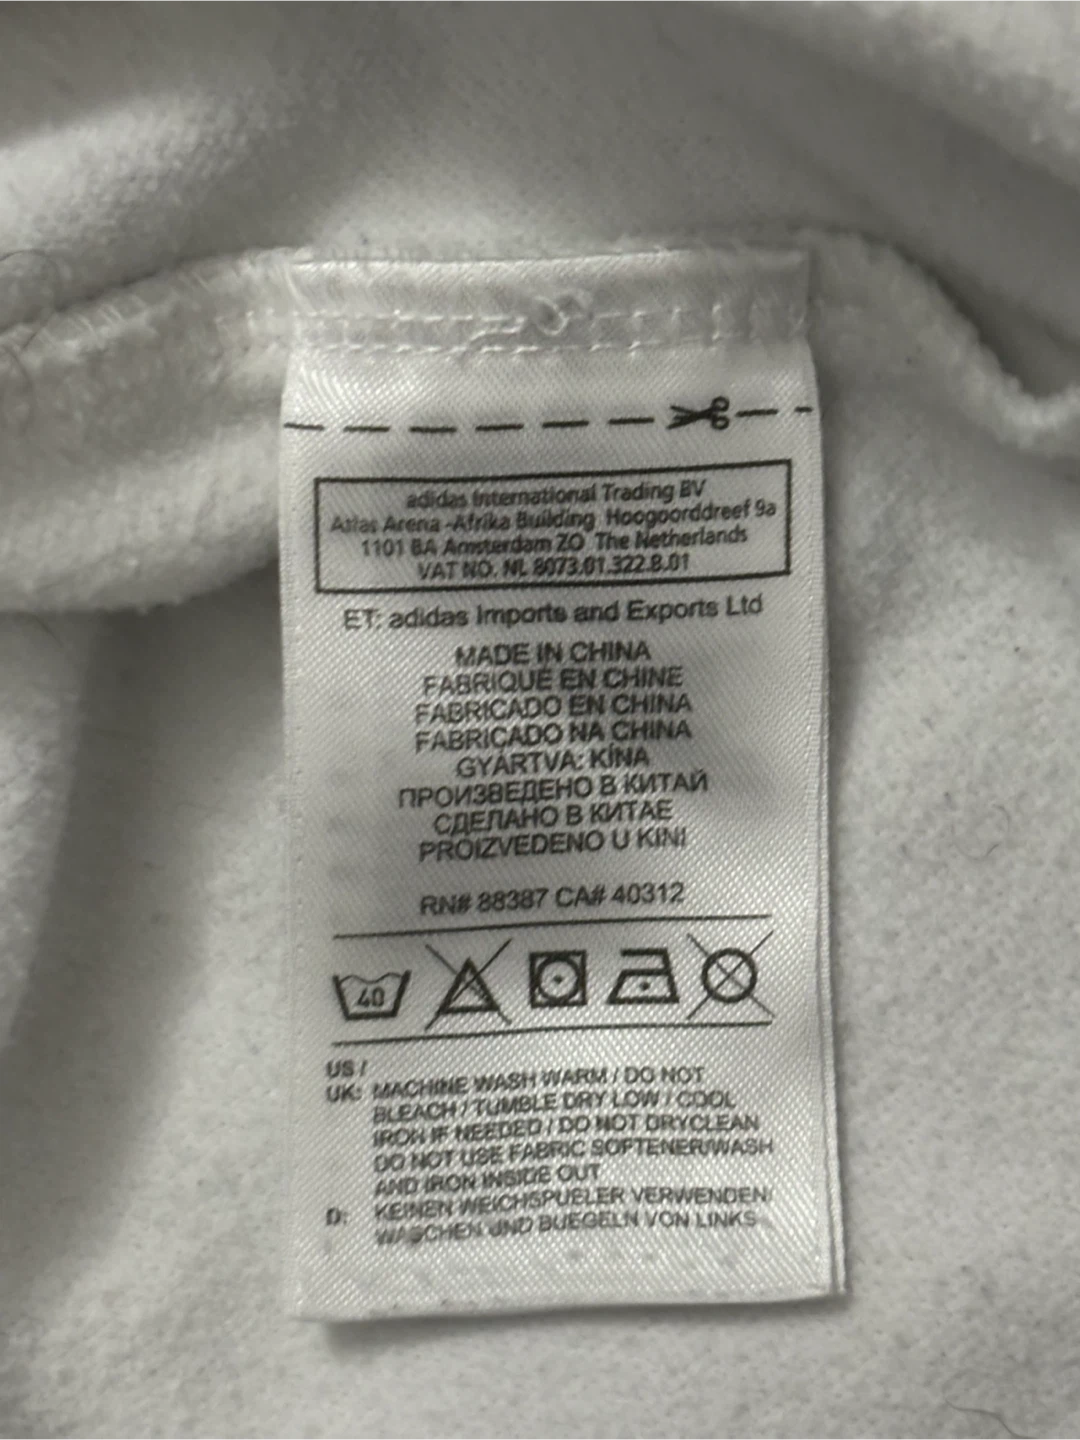 adidas International Trading BV
Atlas Arena -Afrika Building Hoogoorddreef 9a
1101 BA Amsterdam ZO The Netherlands
VAT NO. NL 8073.01.322.B.01
ET: adidas Imports and Exports Ltd
MADE IN CHINA
FABRIQUÉ EN CHINE
FABRICADO EN CHINA
FABRICADO NA CHINA
GYÁRTVA: KÍNA
ПРОИЗВЕДЕНО В КИТАЙ
СДЕЛАНО В КИТАЕ
PROIZVEDENO U KINI
RN# 88387 CA# 40312
40
US /
UK: MACHINE WASH WARM / DO NOT
BLEACH / TUMBLE DRY LOW / COOL
IRON IF NEEDED / DO NOT DRYCLEAN
DO NOT USE FABRIC SOFTENER/WASH
AND IRON INSIDE OUT
D: KEINEN WEICHSPUELER VERWENDEN/
WASCHEN UND BUEGELN VON LINKS